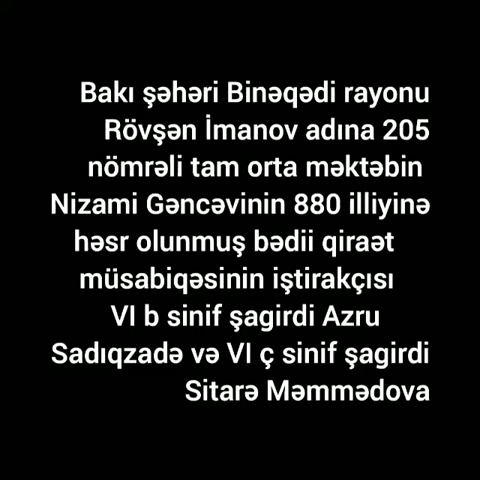 Bakı şəhəri Binəqədi rayonu
Rövşən İmanov adına 205
nömrəli tam orta məktəbin
Nizami Gəncəvinin 880 illiyinə
həsr olunmuş bədii qiraət
müsabiqəsinin iştirakçısı
VI b sinif şagirdi Azru
Sadıqzadə və VI ç sinif şagirdi
Sitarə Məmmədova